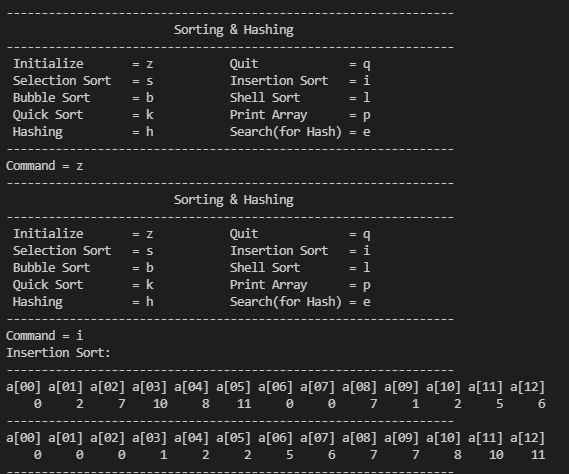 ----------------------------------------------------------------
                        Sorting & Hashing
----------------------------------------------------------------
 Initialize       = z        Quit             = q
 Selection Sort   = s        Insertion Sort   = i
 Bubble Sort      = b        Shell Sort       = l
 Quick Sort       = k        Print Array      = p
 Hashing          = h        Search(for Hash) = e
----------------------------------------------------------------
Command = z
----------------------------------------------------------------
                        Sorting & Hashing
----------------------------------------------------------------
 Initialize       = z        Quit             = q
 Selection Sort   = s        Insertion Sort   = i
 Bubble Sort      = b        Shell Sort       = l
 Quick Sort       = k        Print Array      = p
 Hashing          = h        Search(for Hash) = e
----------------------------------------------------------------
Command = i
Insertion Sort:
----------------------------------------------------------------
a[00] a[01] a[02] a[03] a[04] a[05] a[06] a[07] a[08] a[09] a[10] a[11] a[12]
    0     2     7    10     8    11     0     0     7     1     2     5     6
----------------------------------------------------------------
a[00] a[01] a[02] a[03] a[04] a[05] a[06] a[07] a[08] a[09] a[10] a[11] a[12]
    0     0     0     1     2     2     5     6     7     7     8    10    11
----------------------------------------------------------------